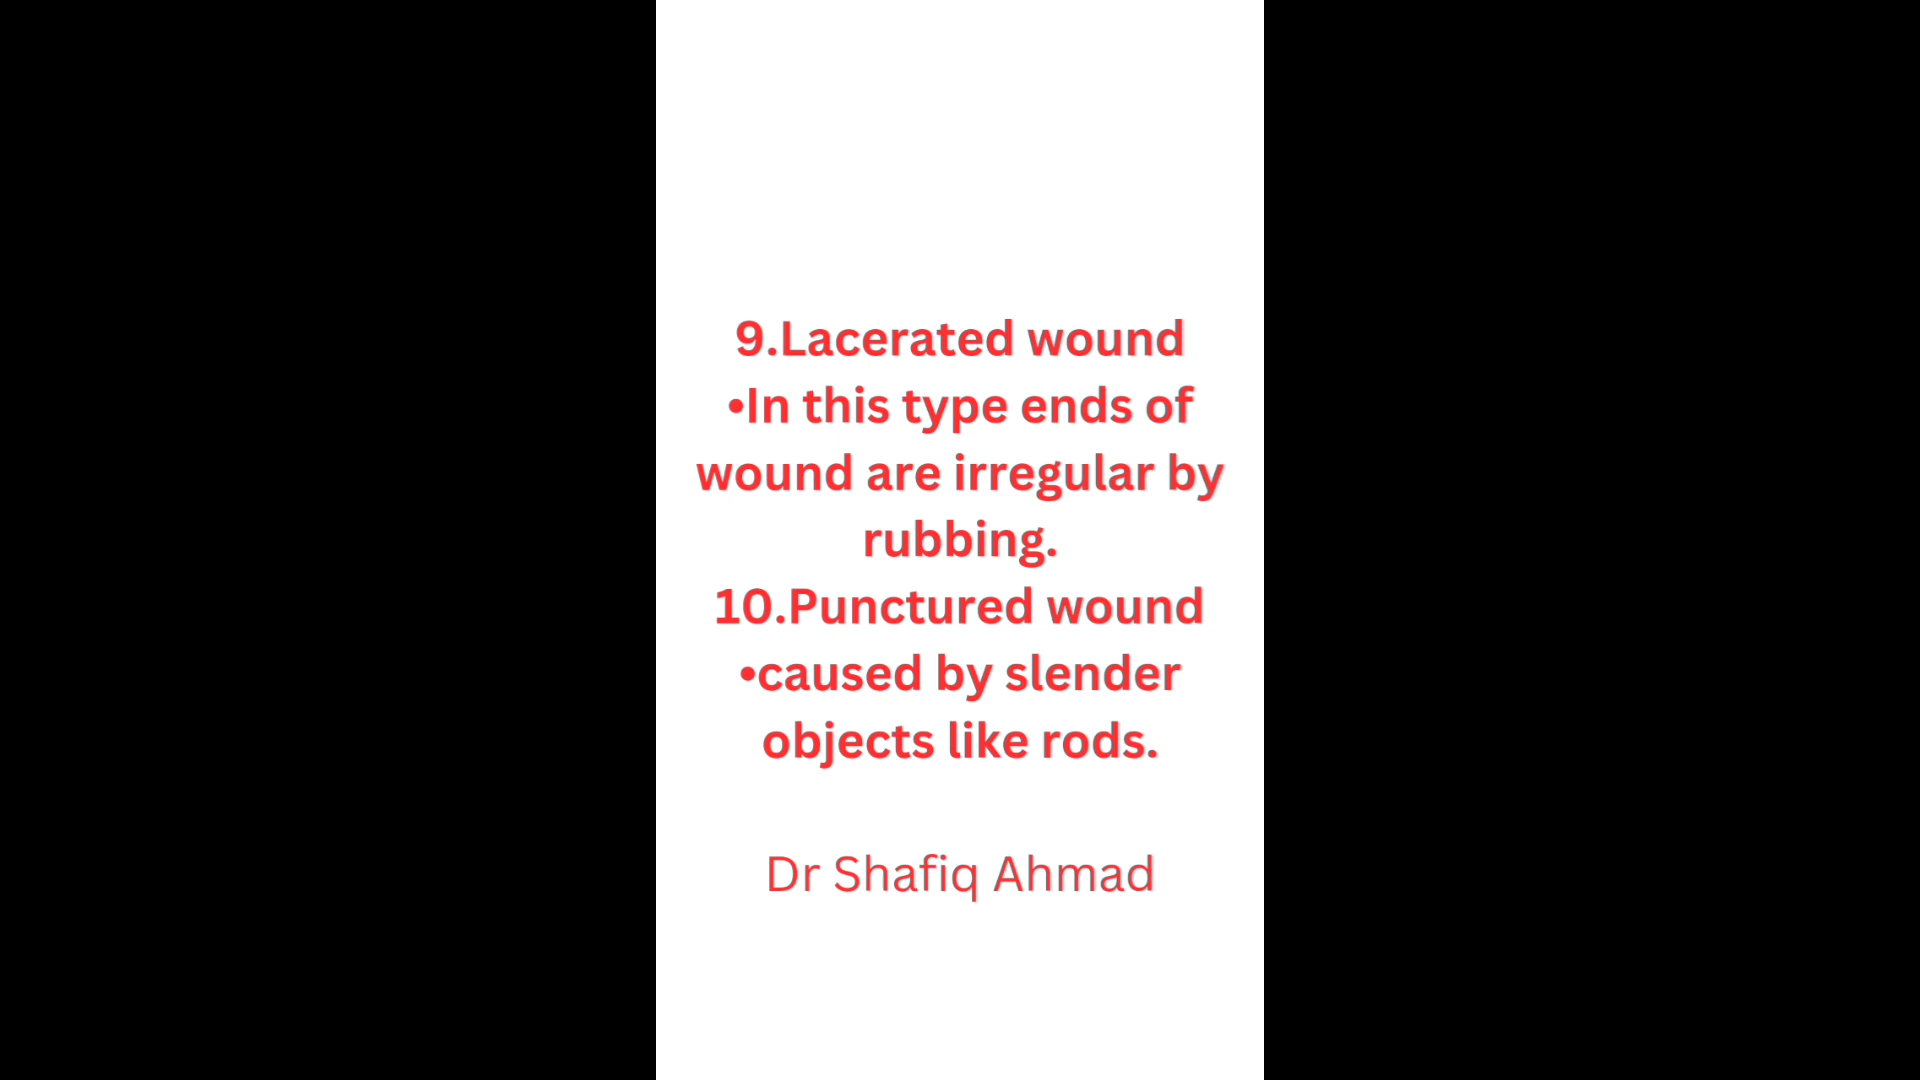 9.Lacerated wound
•In this type ends of
wound are irregular by
rubbing.
10.Punctured wound
•caused by slender
objects like rods.
Dr Shafiq Ahmad